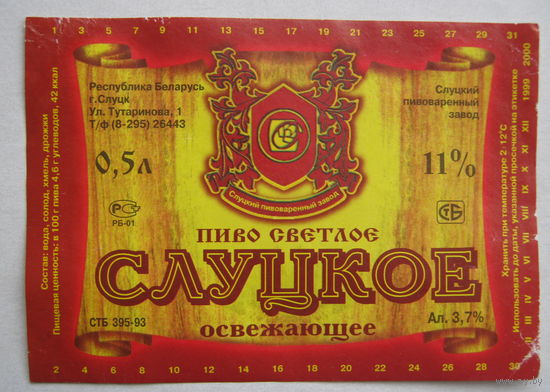 1 3 5 7 9 11 13 15 17 19 21 23 25 27 29 31
Республика Беларусь
г.Слуцк
Ул. Тутаринова, 1
Т/ф (8-295) 26443
Слуцкий
пивоваренный
завод
0,5л
11%
РСТ
РБ-01
СТБ
Слуцкий пивоваренный завод
ПИВО СВЕТЛОЕ
СЛУЦКОЕ
освежающее
СТБ 395-93
Ал. 3,7%
Состав: вода, солод, хмель, дрожжи
Пищевая ценность: в 100 г пива 4,6 г углеводов, 42 ккал
Хранить при температуре 2-12°С
Использовать до даты, указанной просечкой на этикетке
III IV V VI VII VIII IX X XI XII 1999 2000
2 4 6 8 10 12 14 16 18 20 22 24 26 28 30